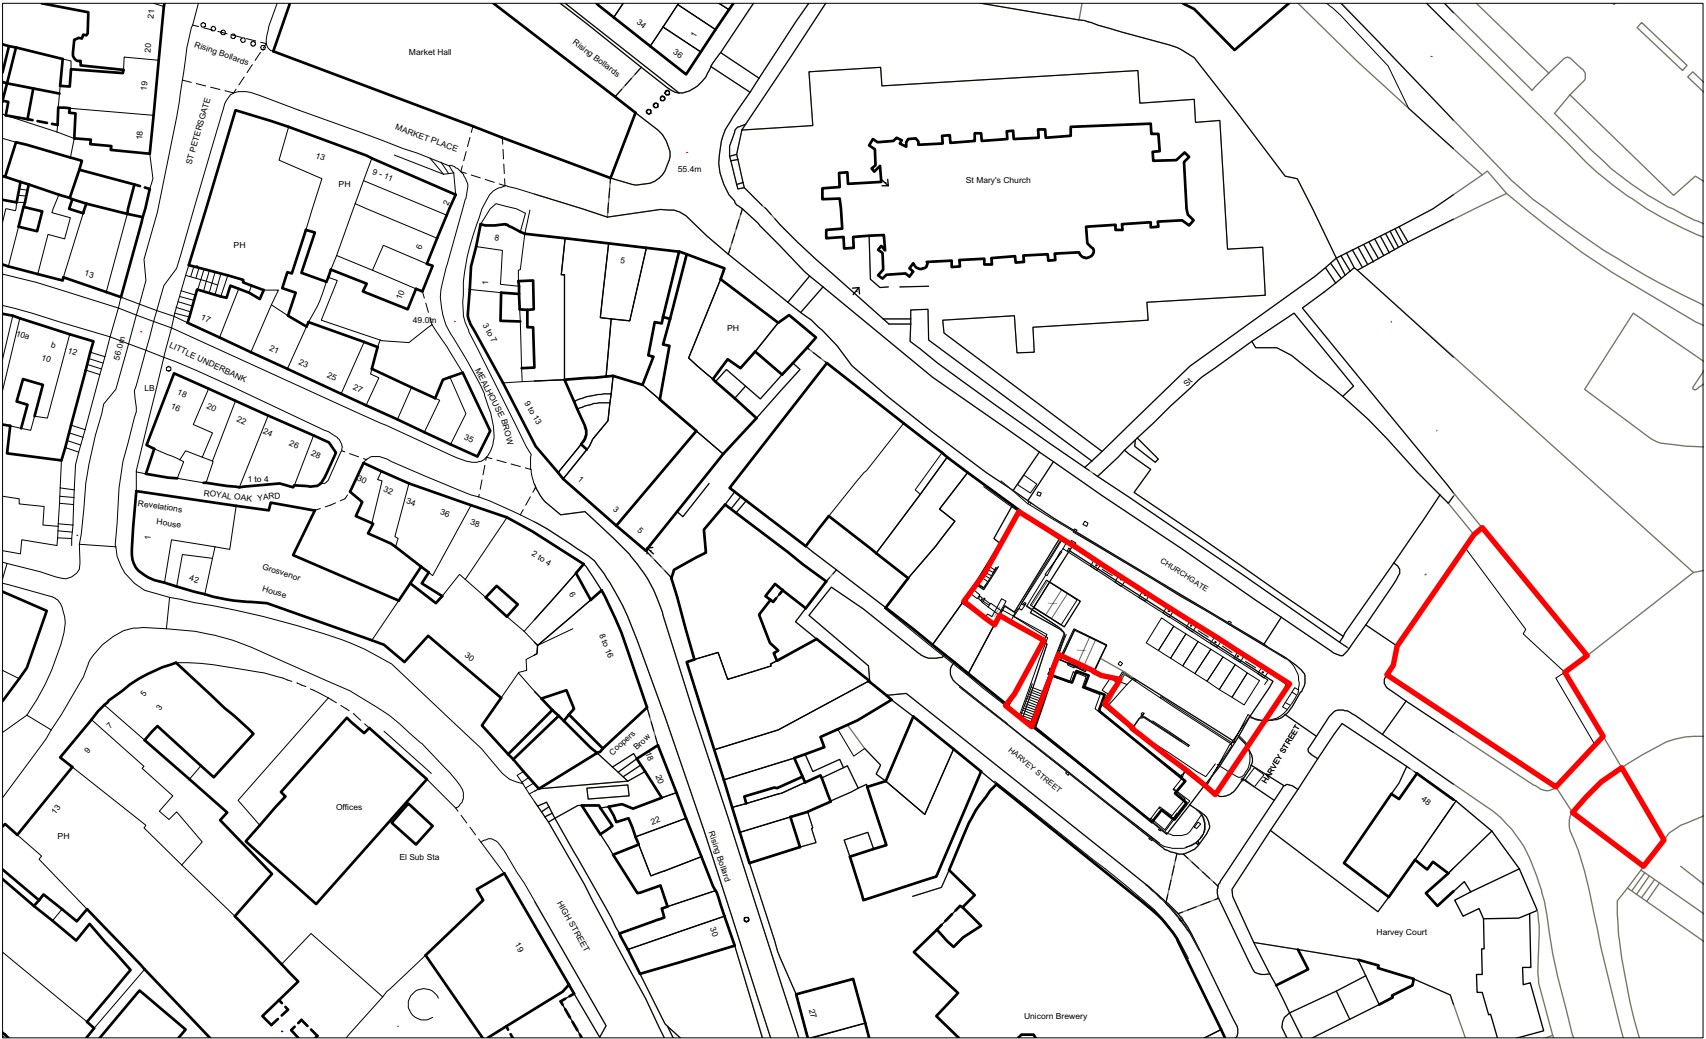 21
20
19
18
Rising Bollards
Market Hall
Rising Bollards
34
1
36
ST PETERSGATE
MARKET PLACE
55.4m
St Mary's Church
13
PH
9 - 11
2
6
10
PH
13
8
1
5
3 to 7
PH
17
21
23
25
27
35
49.0m
10a
b
10
12
56.0m
LITTLE UNDERBANK
LB
MEALHOUSE BROW
9 to 13
18
16
20
22
24
26
28
1 to 4
ROYAL OAK YARD
30
32
34
36
38
1
3
5
2 to 4
6
8 to 16
Revelations
House
1
42
Grosvenor
House
30
CHURCHGATE
HARVEY STREET
HARVEY STREET
5
3
7
9
13
PH
Offices
El Sub Sta
Coopers
Brow
18
20
22
30
Rising Bollard
HIGH STREET
19
27
48
Harvey Court
Unicorn Brewery